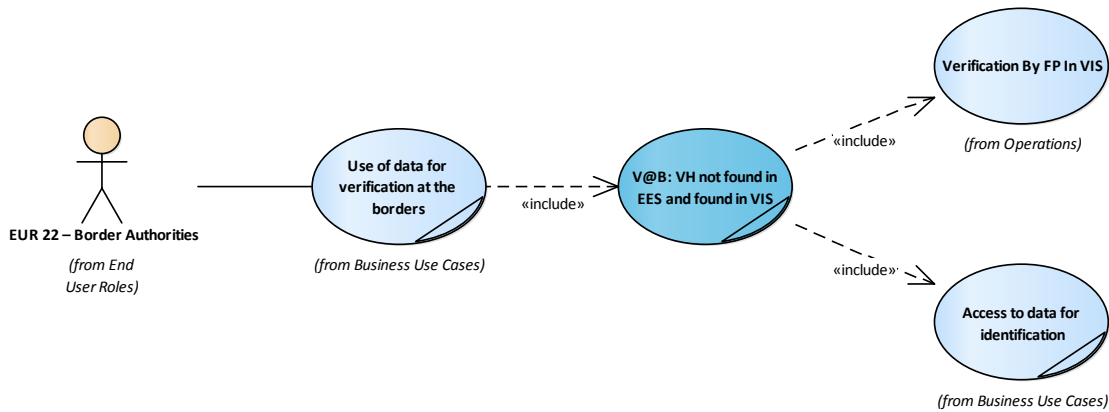 EUR 22 – Border Authorities
(from End
User Roles)
Use of data for
verification at the
borders
(from Business Use Cases)
«include»
V@B: VH not found in
EES and found in VIS
«include»
Verification By FP In VIS
(from Operations)
«include»
Access to data for
identification
(from Business Use Cases)